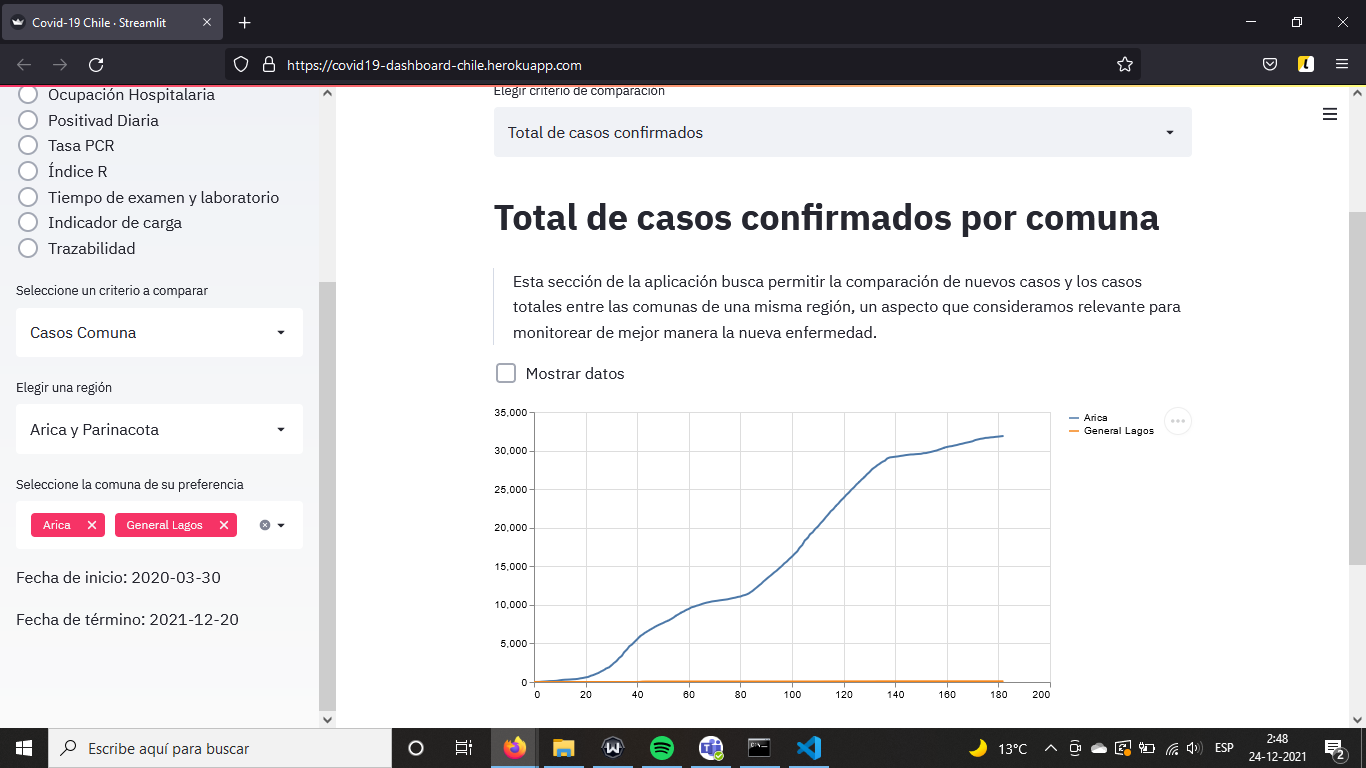 Covid-19 Chile · Streamlit
https://covid19-dashboard-chile.herokuapp.com
Ocupación Hospitalaria
Positivad Diaria
Tasa PCR
Índice R
Tiempo de examen y laboratorio
Indicador de carga
Trazabilidad
Seleccione un criterio a comparar
Casos Comuna
Elegir una región
Arica y Parinacota
Seleccione la comuna de su preferencia
Arica
General Lagos
Fecha de inicio: 2020-03-30
Fecha de término: 2021-12-20
Elegir criterio de comparación
Total de casos confirmados
Total de casos confirmados por comuna
Esta sección de la aplicación busca permitir la comparación de nuevos casos y los casos
totales entre las comunas de una misma región, un aspecto que consideramos relevante para
monitorear de mejor manera la nueva enfermedad.
Mostrar datos
35,000
30,000
25,000
20,000
15,000
10,000
5,000
0
0 20 40 60 80 100 120 140 160 180 200
Arica
General Lagos
Escribe aquí para buscar
13°C
ESP
2:48
24-12-2021
2